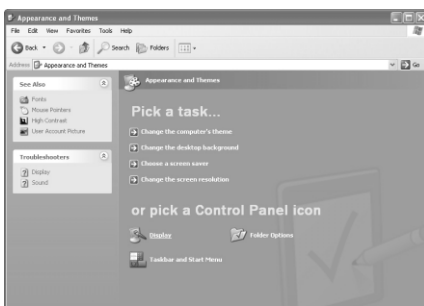 Appearance and Themes
File Edit View Favorites Tools Help
Back Search Folders
Address Appearance and Themes Go
See Also
Fonts
Mouse Pointers
High Contrast
User Account Picture
Troubleshooters
Display
Sound
Appearance and Themes
Pick a task...
Change the computer's theme
Change the desktop background
Choose a screen saver
Change the screen resolution
or pick a Control Panel icon
Display Folder Options
Taskbar and Start Menu